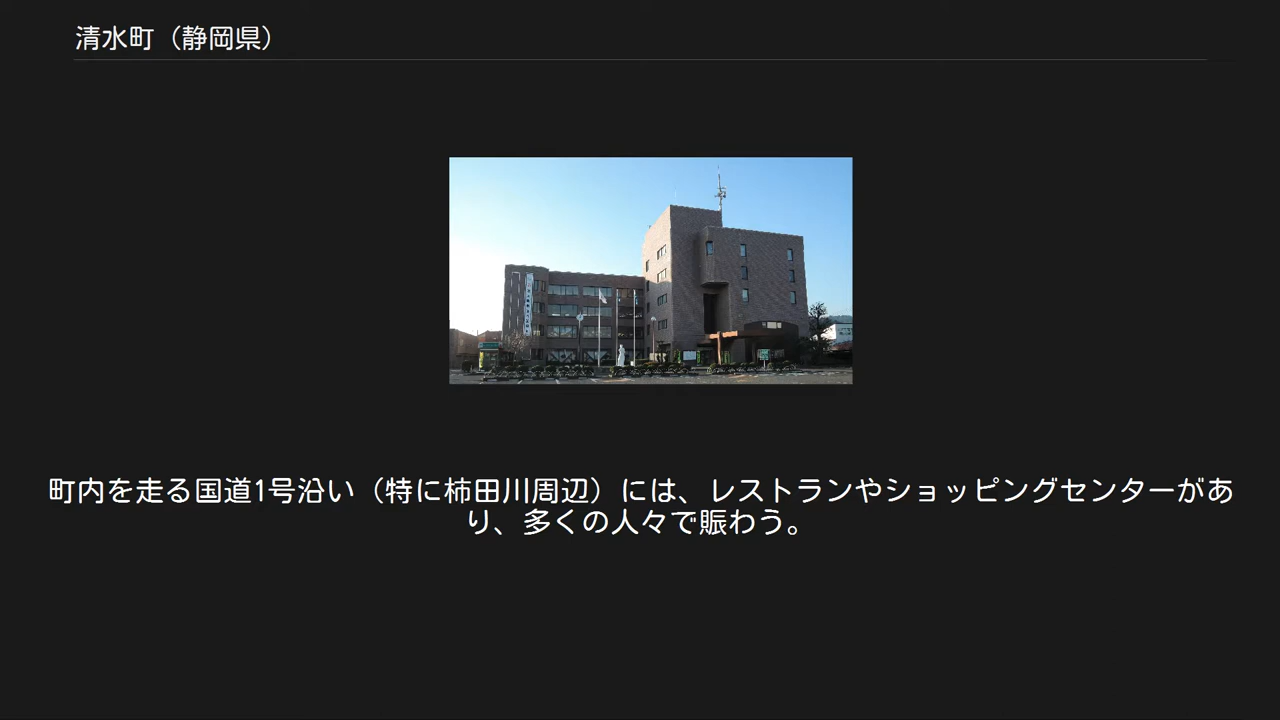 清水町（静岡県）
町内を走る国道1号沿い（特に柿田川周辺）には、レストランやショッピングセンターがあ
り、多くの人々で賑わう。